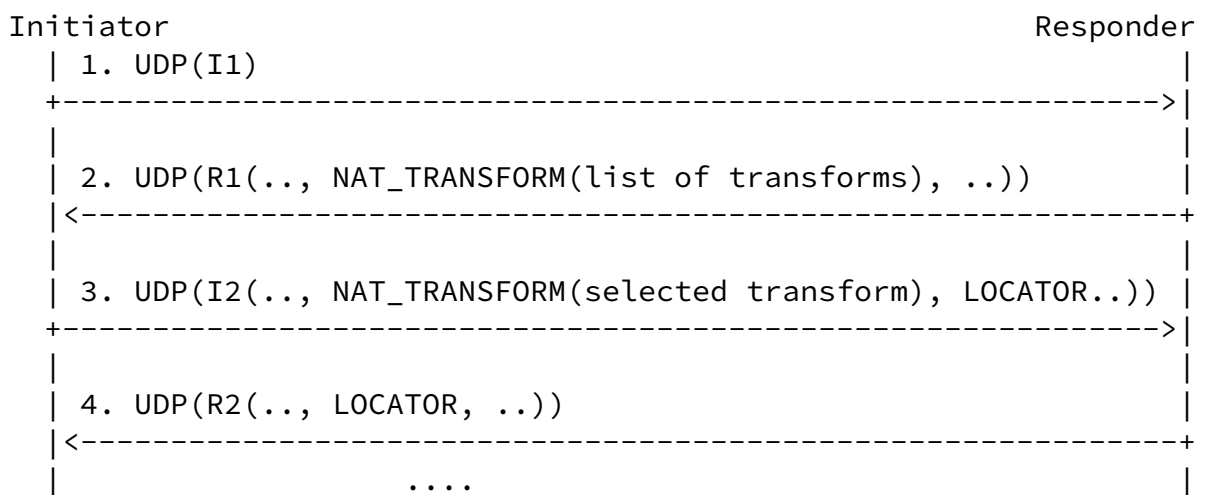 Initiator Responder
1. UDP(I1)
2. UDP(R1(.., NAT_TRANSFORM(list of transforms), ..))
3. UDP(I2(.., NAT_TRANSFORM(selected transform), LOCATOR..))
4. UDP(R2(.., LOCATOR, ..))
....